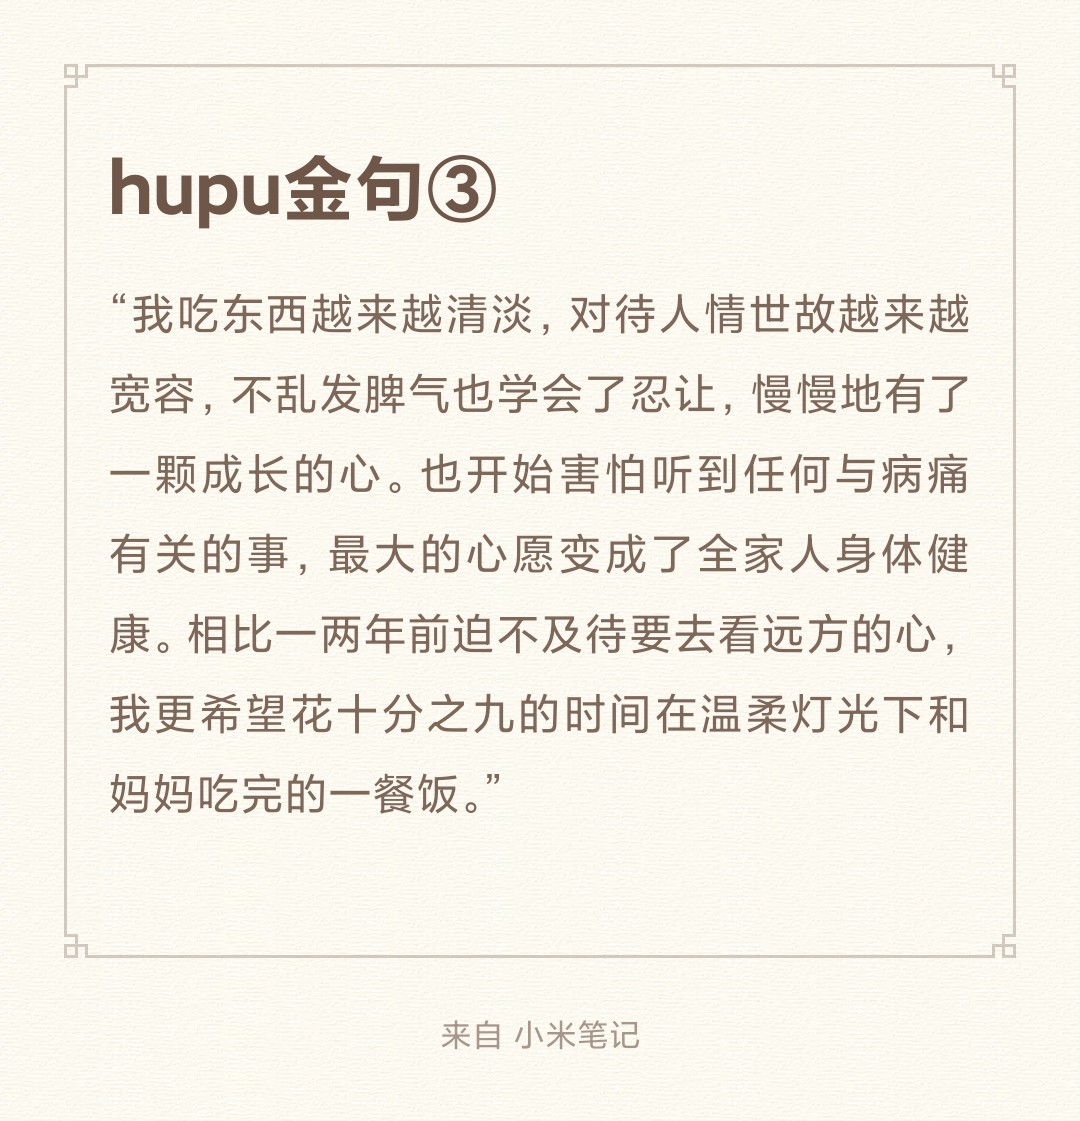 hupu金句③
“我吃东西越来越清淡，对待人情世故越来越
宽容，不乱发脾气也学会了忍让，慢慢地有了
一颗成长的心。也开始害怕听到任何与病痛
有关的事，最大的心愿变成了全家人身体健
康。相比一两年前迫不及待要去看远方的心，
我更希望花十分之九的时间在温柔灯光下和
妈妈吃完的一餐饭。”
来自 小米笔记